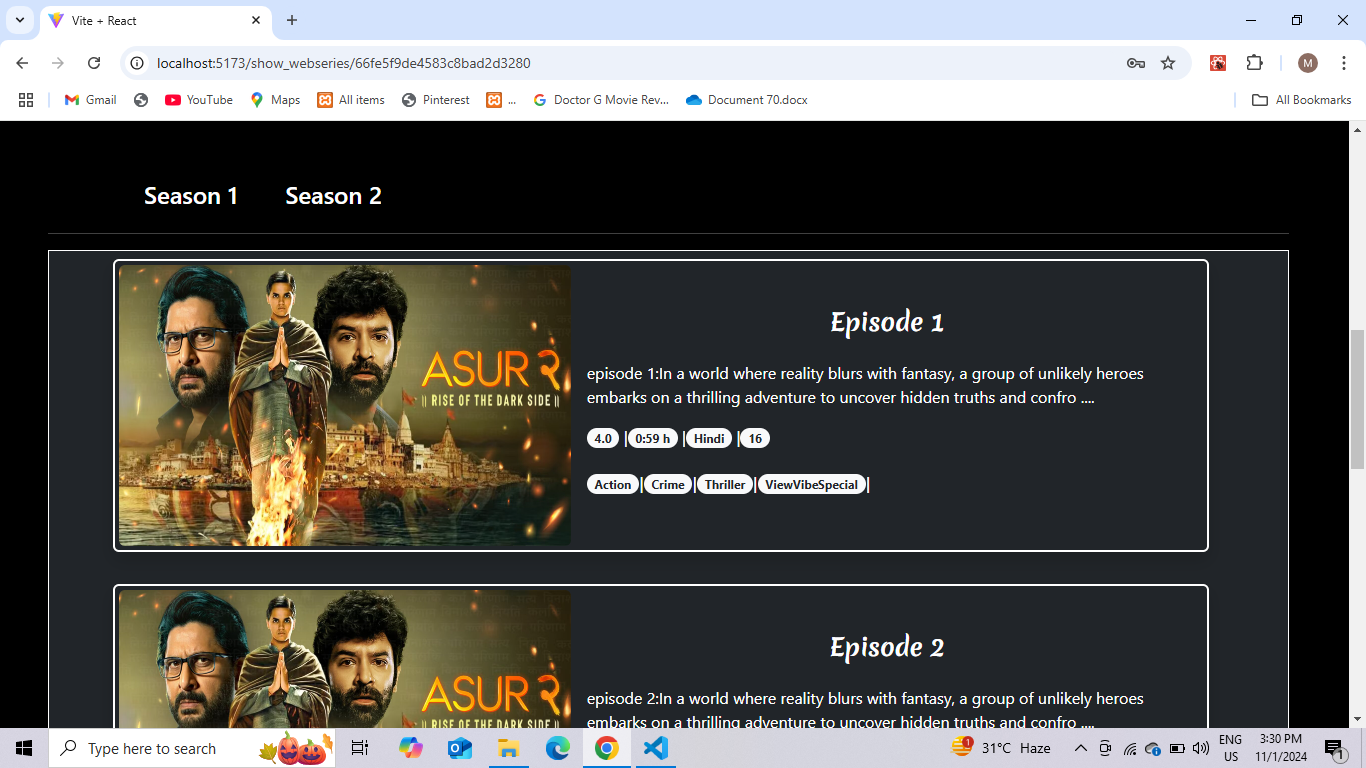 Vite + React
localhost:5173/show_webseries/66fe5f9de4583c8bad2d3280
M
Gmail
YouTube
Maps
All items
Pinterest
...
Doctor G Movie Rev...
Document 70.docx
All Bookmarks
Season 1 Season 2
ASUR २
॥ RISE OF THE DARK SIDE ॥
Episode 1
episode 1:In a world where reality blurs with fantasy, a group of unlikely heroes
embarks on a thrilling adventure to uncover hidden truths and confro ....
4.0 |0:59 h |Hindi |16
Action|Crime|Thriller|ViewVibeSpecial|
ASUR २
॥ RISE OF THE DARK SIDE ॥
Episode 2
episode 2:In a world where reality blurs with fantasy, a group of unlikely heroes
embarks on a thrilling adventure to uncover hidden truths and confro ....
Type here to search
1
31°C Haze
ENG
US
3:30 PM
11/1/2024
1